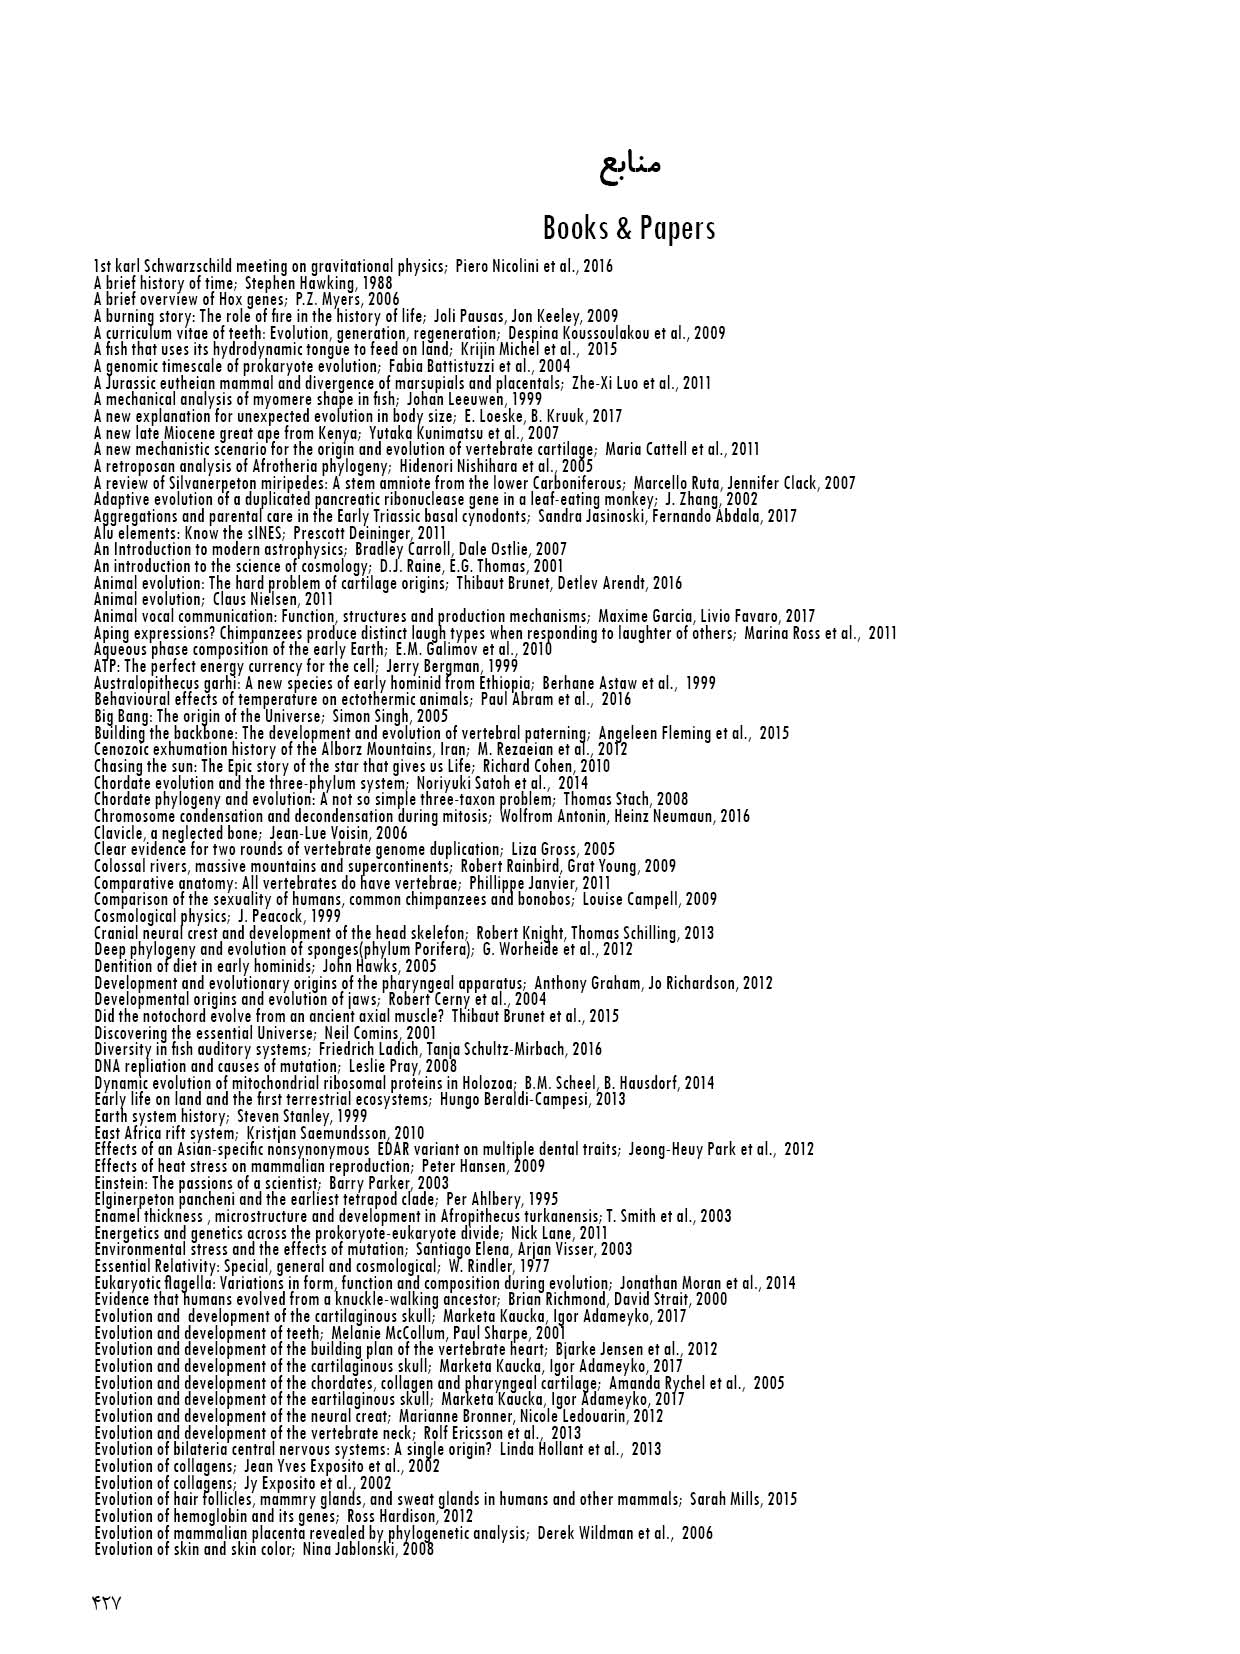 منابع
Books & Papers
1st karl Schwarzschild meeting on gravitational physics; Piero Nicolini et al., 2016
A brief history of time; Stephen Hawking, 1988
A brief overview of Hox genes; P.Z. Myers, 2006
A burning story: The role of fire in the history of life; Joli Pausas, Jon Keeley, 2009
A curriculum vitae of teeth: Evolution, generation, regeneration; Despina Koussoulakou et al., 2009
A fish that uses its hydrodynamic tongue to feed on land; Krijin Michel et al., 2015
A genomic timescale of prokaryote evolution; Fabia Battistuzzi et al., 2004
A Jurassic eutheian mammal and divergence of marsupials and placentals; Zhe-Xi Luo et al., 2011
A mechanical analysis of myomere shape in fish; Johan Leeuwen, 1999
A new explanation for unexpected evolution in body size; E. Loeske, B. Kruuk, 2017
A new late Miocene great ape from Kenya; Yutaka Kunimatsu et al., 2007
A new mechanistic scenario for the origin and evolution of vertebrate cartilage; Maria Cattell et al., 2011
A retroposan analysis of Afrotheria phylogeny; Hidenori Nishihara et al., 2005
A review of Silvanerpeton miripedes: A stem amniote from the lower Carboniferous; Marcello Ruta, Jennifer Clack, 2007
Adaptive evolution of a duplicated pancreatic ribonuclease gene in a leaf-eating monkey; J. Zhang, 2002
Aggregations and parental care in the Early Triassic basal cynodonts; Sandra Jasinoski, Fernando Abdala, 2017
Alu elements: Know the sINES; Prescott Deininger, 2011
An Introduction to modern astrophysics; Bradley Carroll, Dale Ostlie, 2007
An introduction to the science of cosmology; D.J. Raine, E.G. Thomas, 2001
Animal evolution: The hard problem of cartilage origins; Thibaut Brunet, Detlev Arendt, 2016
Animal evolution; Claus Nielsen, 2011
Animal vocal communication: Function, structures and production mechanisms; Maxime Garcia, Livio Favaro, 2017
Aping expressions? Chimpanzees produce distinct laugh types when responding to laughter of others; Marina Ross et al., 2011
Aqueous phase composition of the early Earth; E.M. Galimov et al., 2010
ATP: The perfect energy currency for the cell; Jerry Bergman, 1999
Australopithecus garhi: A new species of early hominid from Ethiopia; Berhane Astaw et al., 1999
Behavioural effects of temperature on ectothermic animals; Paul Abram et al., 2016
Big Bang: The origin of the Universe; Simon Singh, 2005
Building the backbone: The development and evolution of vertebral paterning; Angeleen Fleming et al., 2015
Cenozoic exhumation history of the Alborz Mountains, Iran; M. Rezaeian et al., 2012
Chasing the sun: The Epic story of the star that gives us Life; Richard Cohen, 2010
Chordate evolution and the three-phylum system; Noriyuki Satoh et al., 2014
Chordate phylogeny and evolution: A not so simple three-taxon problem; Thomas Stach, 2008
Chromosome condensation and decondensation during mitosis; Wolfrom Antonin, Heinz Neumaun, 2016
Clavicle, a neglected bone; Jean-Lue Voisin, 2006
Clear evidence for two rounds of vertebrate genome duplication; Liza Gross, 2005
Colossal rivers, massive mountains and supercontinents; Robert Rainbird, Grat Young, 2009
Comparative anatomy: All vertebrates do have vertebrae; Phillippe Janvier, 2011
Comparison of the sexuality of humans, common chimpanzees and bonobos; Louise Campell, 2009
Cosmological physics; J. Peacock, 1999
Cranial neural crest and development of the head skelefon; Robert Knight, Thomas Schilling, 2013
Deep phylogeny and evolution of sponges(phylum Porifera); G. Worheide et al., 2012
Dentition of diet in early hominids; John Hawks, 2005
Development and evolutionary origins of the pharyngeal apparatus; Anthony Graham, Jo Richardson, 2012
Developmental origins and evolution of jaws; Robert Cerny et al., 2004
Did the notochord evolve from an ancient axial muscle? Thibaut Brunet et al., 2015
Discovering the essential Universe; Neil Comins, 2001
Diversity in fish auditory systems; Friedrich Ladich, Tanja Schultz-Mirbach, 2016
DNA repliation and causes of mutation; Leslie Pray, 2008
Dynamic evolution of mitochondrial ribosomal proteins in Holozoa; B.M. Scheel, B. Hausdorf, 2014
Early life on land and the first terrestrial ecosystems; Hungo Beraldi-Campesi, 2013
Earth system history; Steven Stanley, 1999
East Africa rift system; Kristjan Saemundsson, 2010
Effects of an Asian-specific nonsynonymous EDAR variant on multiple dental traits; Jeong-Heuy Park et al., 2012
Effects of heat stress on mammalian reproduction; Peter Hansen, 2009
Einstein: The passions of a scientist; Barry Parker, 2003
Elginerpeton pancheni and the earliest tetrapod clade; Per Ahlbery, 1995
Enamel thickness , microstructure and development in Afropithecus turkanensis; T. Smith et al., 2003
Energetics and genetics across the prokoryote-eukaryote divide; Nick Lane, 2011
Environmental stress and the effects of mutation; Santiago Elena, Arjan Visser, 2003
Essential Relativity: Special, general and cosmological; W. Rindler, 1977
Eukaryotic flagella: Variations in form, function and composition during evolution; Jonathan Moran et al., 2014
Evidence that humans evolved from a knuckle-walking ancestor; Brian Richmond, David Strait, 2000
Evolution and development of the cartilaginous skull; Marketa Kaucka, Igor Adameyko, 2017
Evolution and development of teeth; Melanie McCollum, Paul Sharpe, 2001
Evolution and development of the building plan of the vertebrate heart; Bjarke Jensen et al., 2012
Evolution and development of the cartilaginous skull; Marketa Kaucka, Igor Adameyko, 2017
Evolution and development of the chordates, collagen and pharyngeal cartilage; Amanda Rychel et al., 2005
Evolution and development of the eartilaginous skull; Marketa Kaucka, Igor Adameyko, 2017
Evolution and development of the neural creat; Marianne Bronner, Nicole Ledouarin, 2012
Evolution and development of the vertebrate neck; Rolf Ericsson et al., 2013
Evolution of bilateria central nervous systems: A single origin? Linda Hollant et al., 2013
Evolution of collagens; Jean Yves Exposito et al., 2002
Evolution of collagens; Jy Exposito et al., 2002
Evolution of hair follicles, mammry glands, and sweat glands in humans and other mammals; Sarah Mills, 2015
Evolution of hemoglobin and its genes; Ross Hardison, 2012
Evolution of mammalian placenta revealed by phylogenetic analysis; Derek Wildman et al., 2006
Evolution of skin and skin color; Nina Jablonski, 2008
۴۲۷